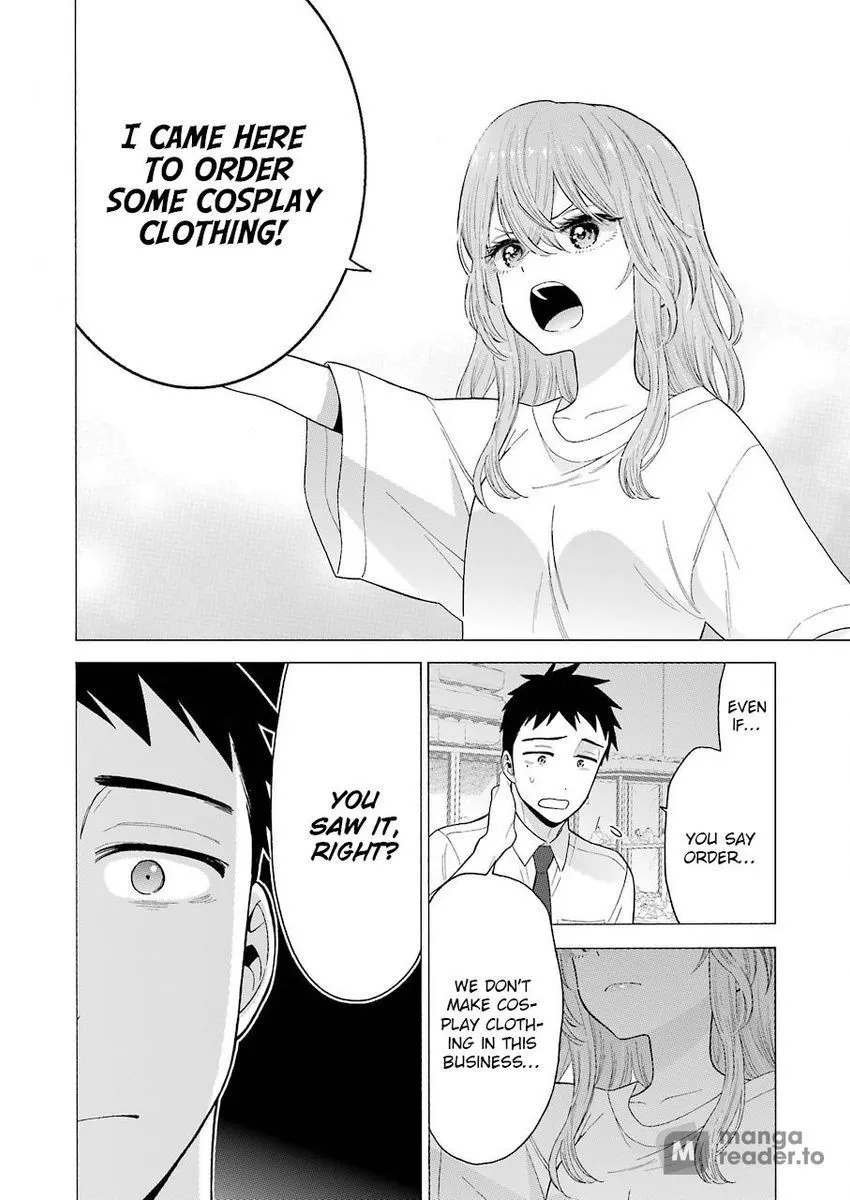 I CAME HERE
TO ORDER
SOME COSPLAY
CLOTHING!
EVEN
IF...
YOU SAY
ORDER...
WE DON'T
MAKE COS-
PLAY CLOTH-
ING IN THIS
BUSINESS...
YOU
SAW IT,
RIGHT?
M manga
reader.to